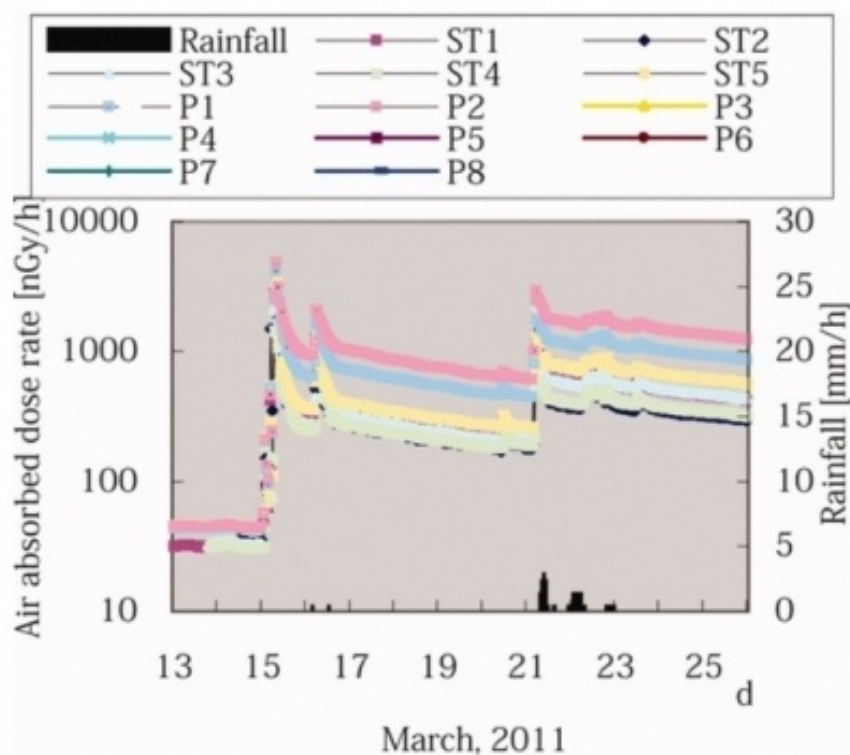 Rainfall ST1 ST2
ST3 ST4 ST5
P1 P2 P3
P4 P5 P6
P7 P8
Air absorbed dose rate [nGy/h]
10000
1000
100
10
30
25
20
15
10
5
0
Rainfall [mm/h]
13 15 17 19 21 23 25
d
March, 2011